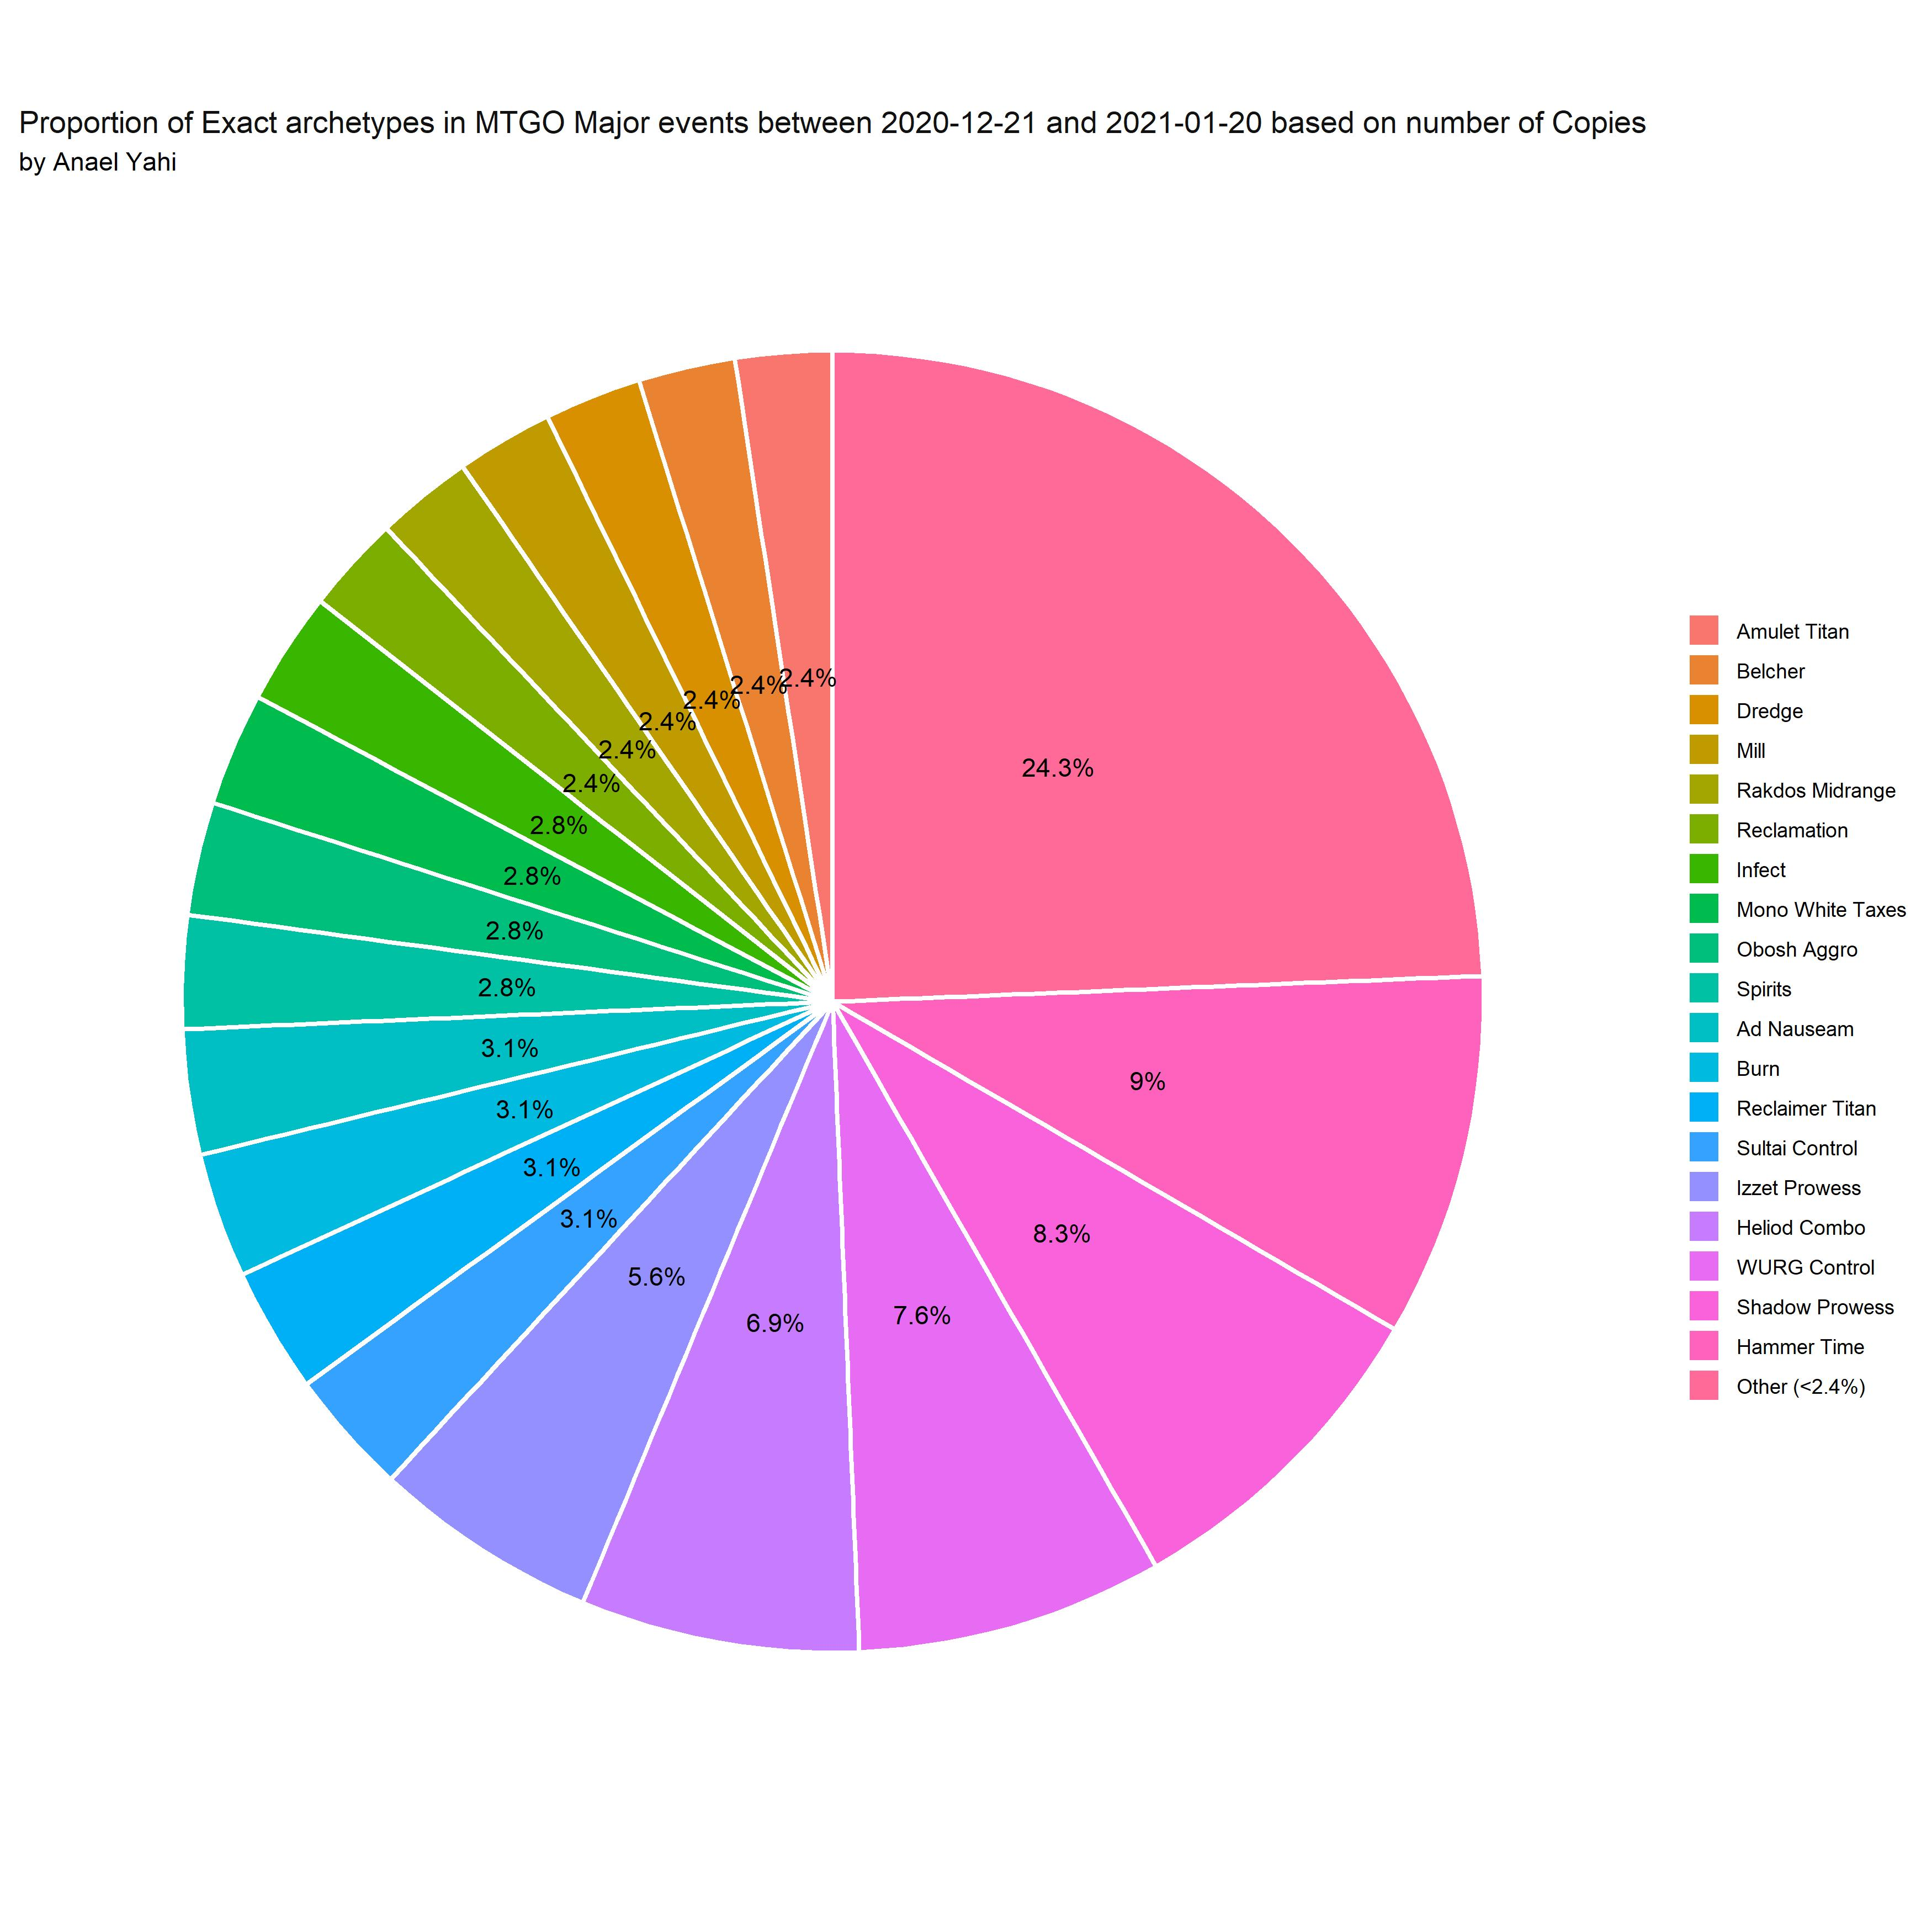 Proportion of Exact archetypes in MTGO Major events between 2020-12-21 and 2021-01-20 based on number of Copies
by Anael Yahi
2.4%
2.4%
2.4%
2.4%
2.4%
2.4%
2.8%
2.8%
2.8%
2.8%
3.1%
3.1%
3.1%
3.1%
5.6%
6.9%
7.6%
8.3%
9%
24.3%
Amulet Titan
Belcher
Dredge
Mill
Rakdos Midrange
Reclamation
Infect
Mono White Taxes
Obosh Aggro
Spirits
Ad Nauseam
Burn
Reclaimer Titan
Sultai Control
Izzet Prowess
Heliod Combo
WURG Control
Shadow Prowess
Hammer Time
Other (<2.4%)